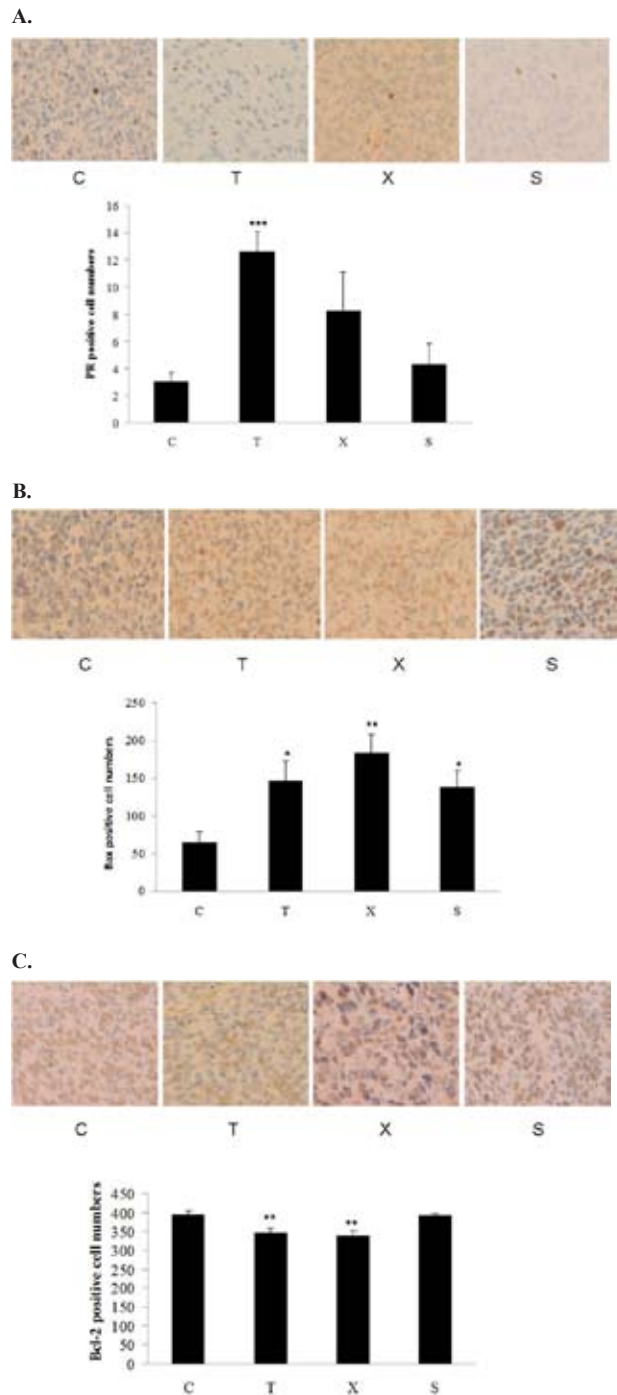 A.
C T X S
16
14
12
10
8
6
4
2
0
PR positive cell numbers
***
C T X S
B.
C T X S
250
200
150
100
50
0
Bax positive cell numbers
* ** *
C T X S
C.
C T X S
450
400
350
300
250
200
150
100
50
0
Bcl-2 positive cell numbers
** **
C T X S